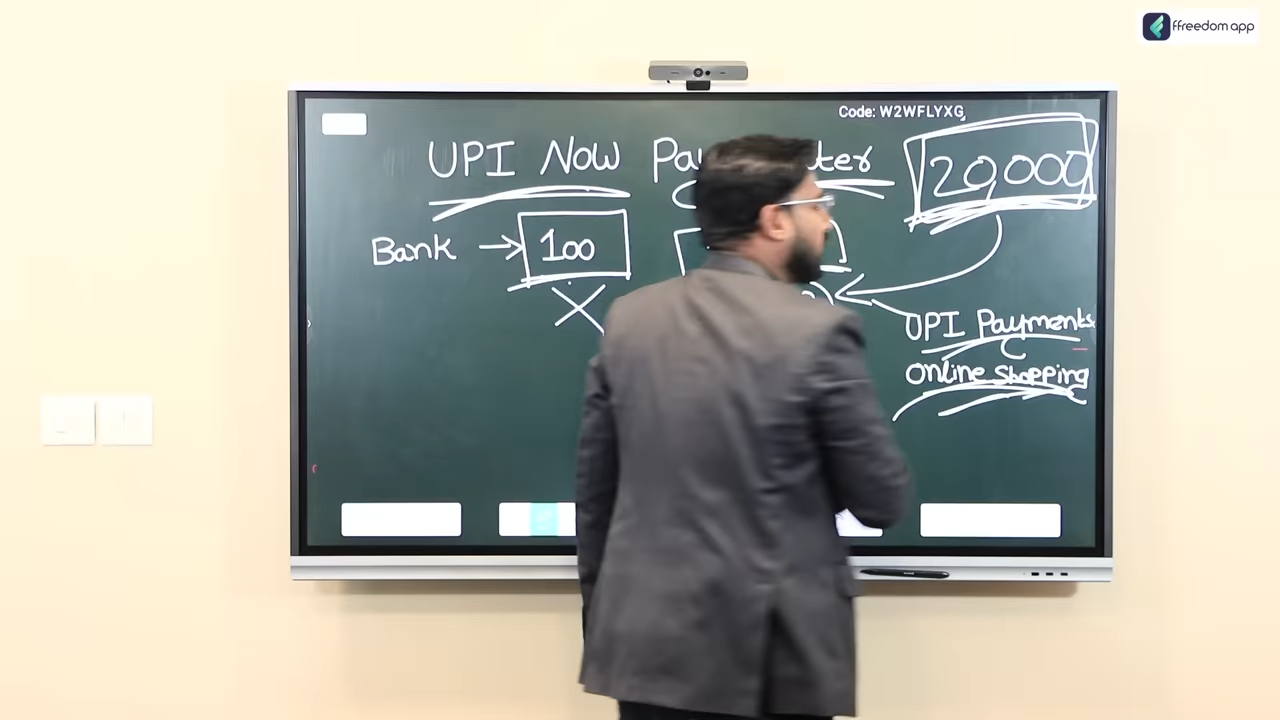 ffreedom app
Code: W2WFLYXG
UPI Now
20,000
Bank → 100
UPI Payments
Online Shopping